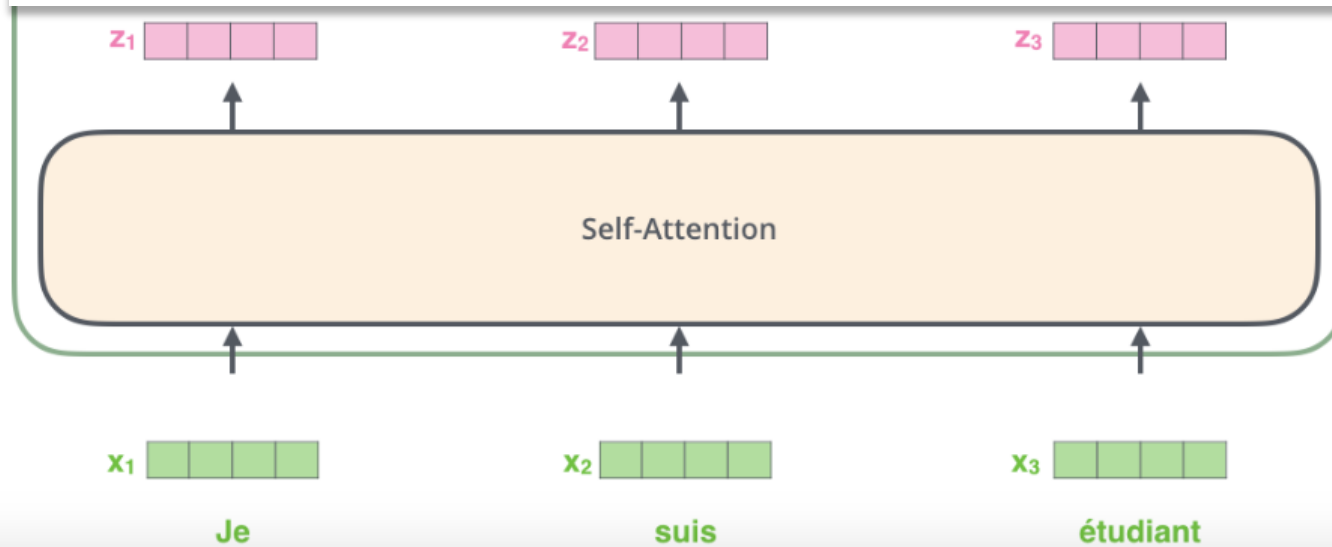 z₁ z₂ z₃
Self-Attention
x₁ x₂ x₃
Je suis étudiant